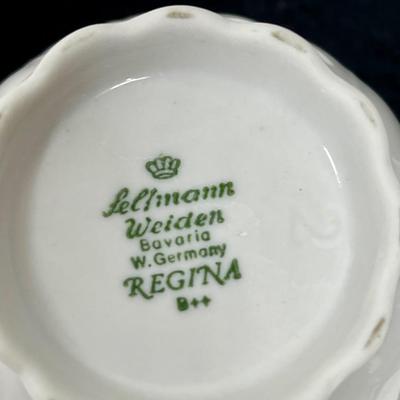 Seltmann
Weiden
Bavaria
W. Germany
REGINA
B++